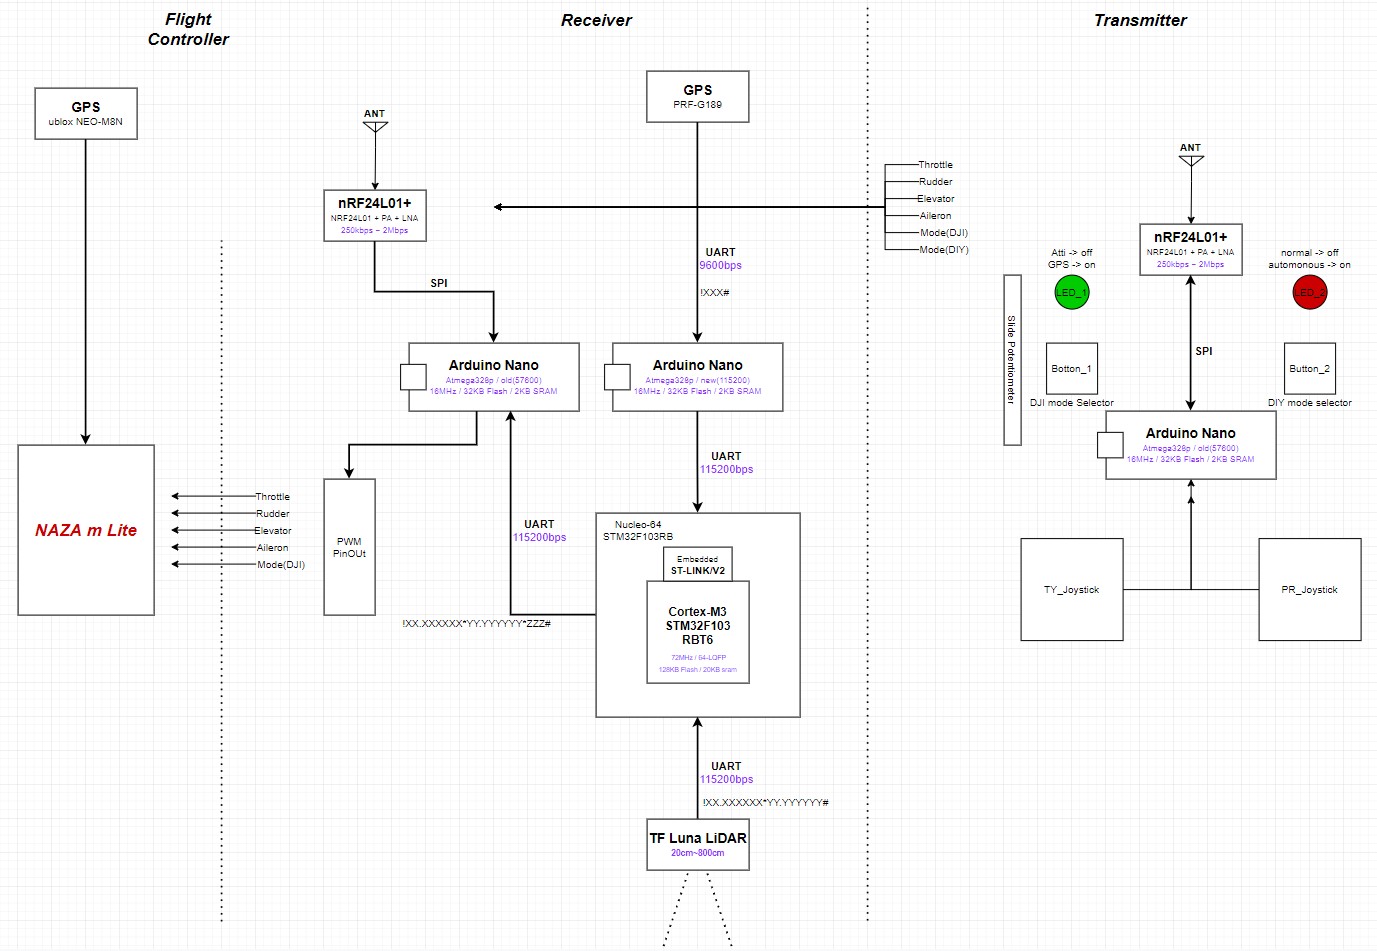 Flight
Controller
Receiver
Transmitter
GPS
ublox NEO-M8N
NAZA m Lite
Throttle
Rudder
Elevator
Aileron
Mode(DJI)
ANT
nRF24L01+
NRF24L01 + PA + LNA
250kbps ~ 2Mbps
SPI
Arduino Nano
Atmega328p / old(57600)
16MHz / 32KB Flash / 2KB SRAM
PWM
PinOUt
UART
115200bps
!XX.XXXXXX*YY.YYYYYY*ZZZ#
GPS
PRF-G189
UART
9600bps
!XXX#
Arduino Nano
Atmega328p / new(115200)
16MHz / 32KB Flash / 2KB SRAM
UART
115200bps
Nucleo-64
STM32F103RB
Embedded
ST-LINK/V2
Cortex-M3
STM32F103
RBT6
72MHz / 64-LQFP
128KB Flash / 20KB sram
UART
115200bps
!XX.XXXXXX*YY.YYYYYY#
TF Luna LiDAR
20cm~800cm
Throttle
Rudder
Elevator
Aileron
Mode(DJI)
Mode(DIY)
ANT
nRF24L01+
NRF24L01 + PA + LNA
250kbps ~ 2Mbps
Atti -> off
GPS -> on
LED_1
normal -> off
automonous -> on
LED_2
Slide Potentiometer
SPI
Botton_1
DJI mode Selector
Button_2
DIY mode selector
Arduino Nano
Atmega328p / old(57600)
16MHz / 32KB Flash / 2KB SRAM
TY_Joystick
PR_Joystick